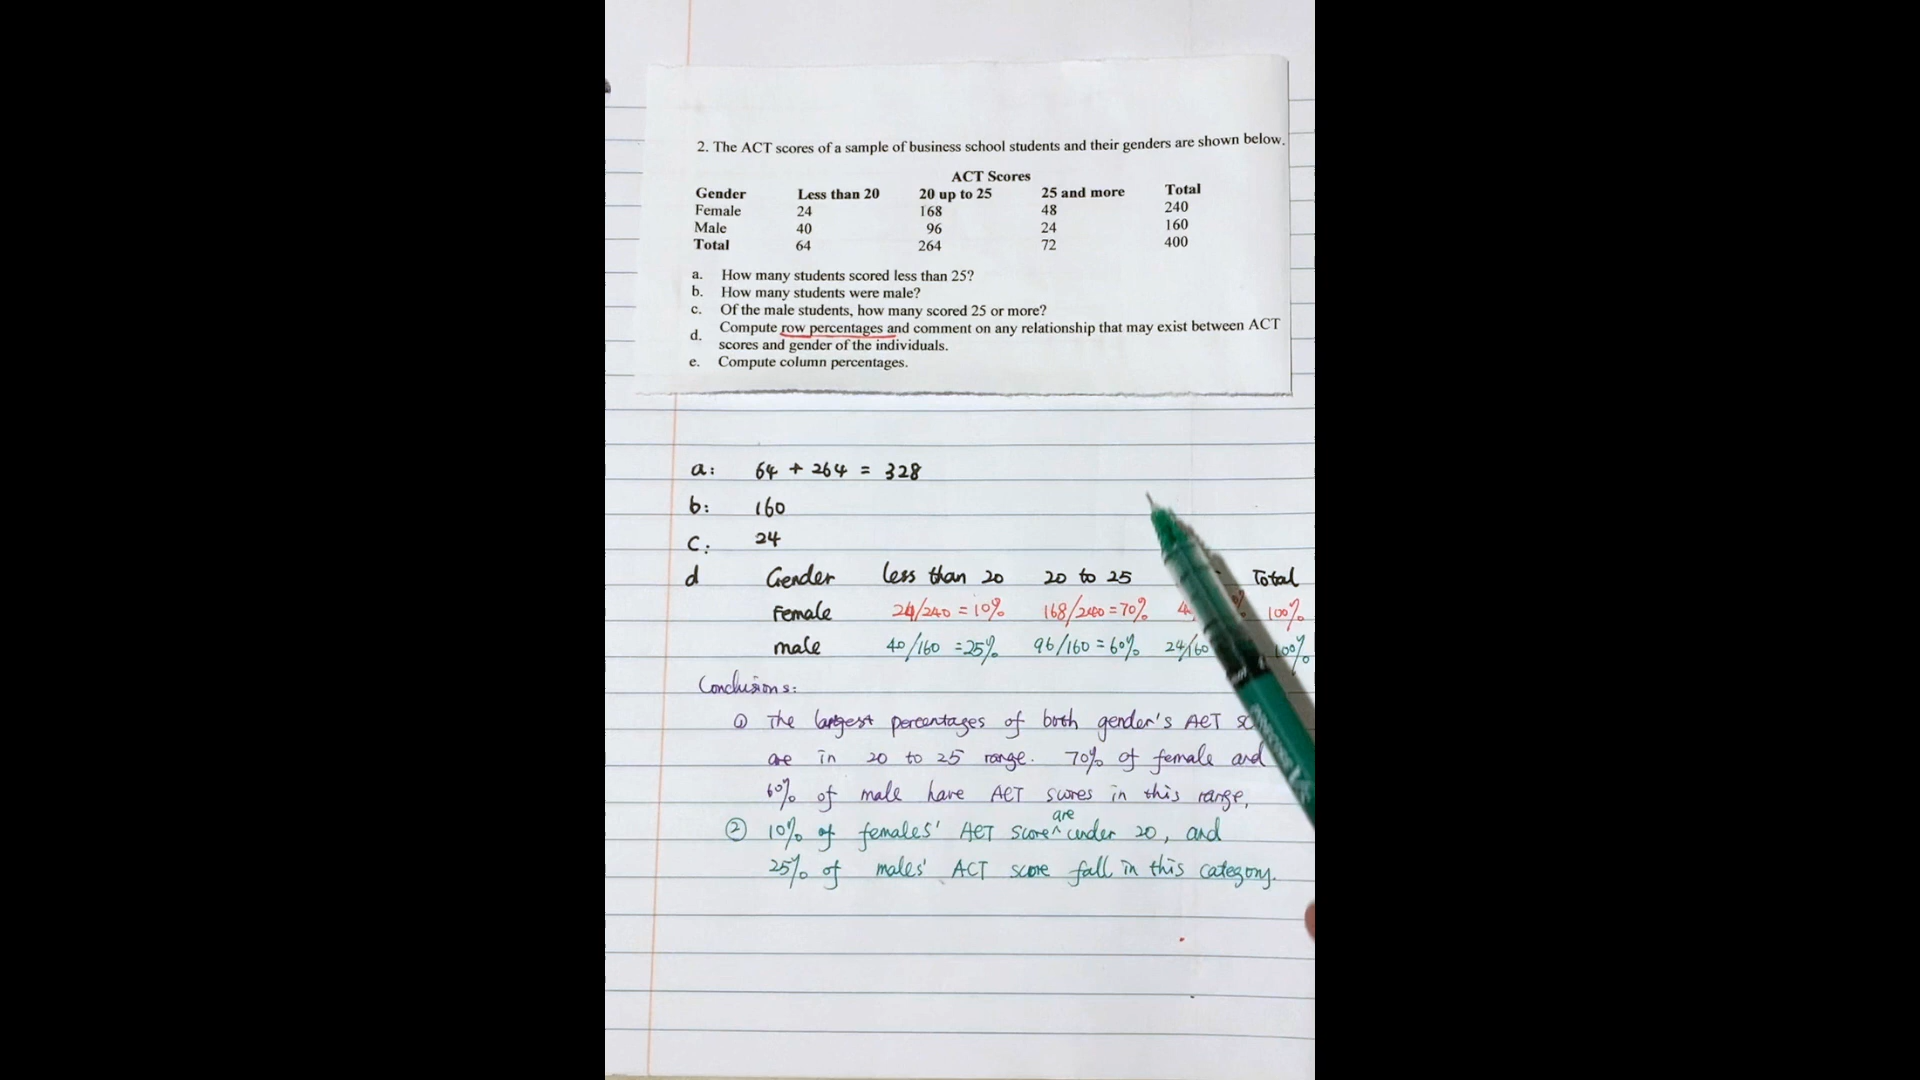 2. The ACT scores of a sample of business school students and their genders are shown below.
ACT Scores
Gender Less than 20 20 up to 25 25 and more Total
Female 24 168 48 240
Male 40 96 24 160
Total 64 264 72 400
a. How many students scored less than 25?
b. How many students were male?
c. Of the male students, how many scored 25 or more?
d. Compute row percentages and comment on any relationship that may exist between ACT
scores and gender of the individuals.
e. Compute column percentages.
a: 64 + 264 = 328
b: 160
c: 24
d Gender less than 20 20 to 25 Total
Female 24/240 = 10% 168/240 = 70% 100%
male 40/160 = 25% 96/160 = 60% 24/160 100%
Conclusions:
① The largest percentages of both gender's ACT
are in 20 to 25 range. 70% of female and
60% of male have ACT scores in this range,
② 10% of females' ACT score are under 20, and
25% of males' ACT score fall in this category.